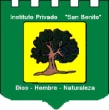 Instituto Privado "San Benito"
Dios - Hombre - Naturaleza